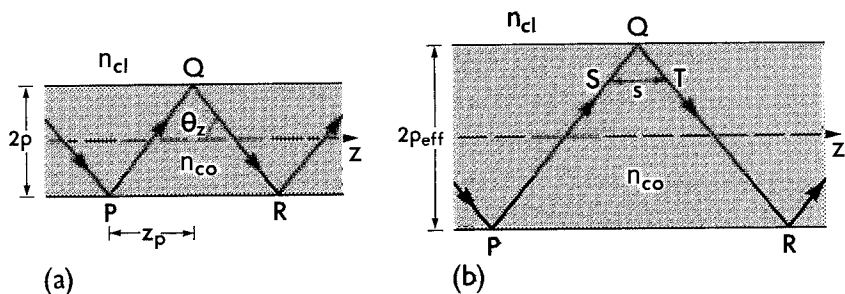 n_cl
Q
2ρ
θ_z
z
n_co
P
R
z_p
(a)
n_cl
Q
S
T
s
2ρ_eff
z
n_co
P
R
(b)